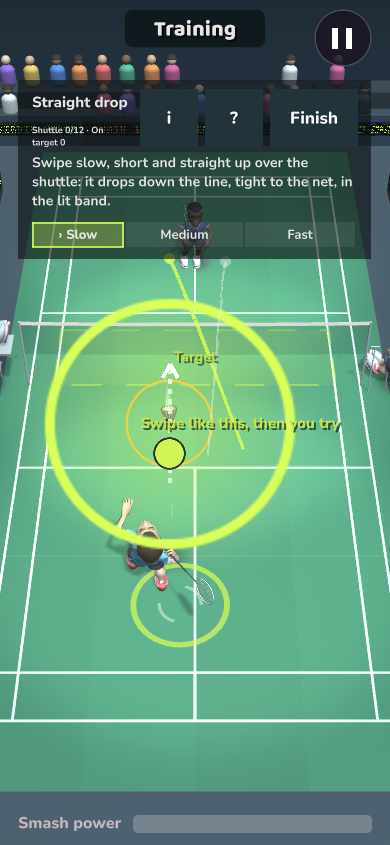 Training
Straight drop
i
?
Finish
Shuttle 0/12 · On
target 0
Swipe slow, short and straight up over the
shuttle: it drops down the line, tight to the net, in
the lit band.
› Slow
Medium
Fast
Target
Swipe like this, then you try
Smash power